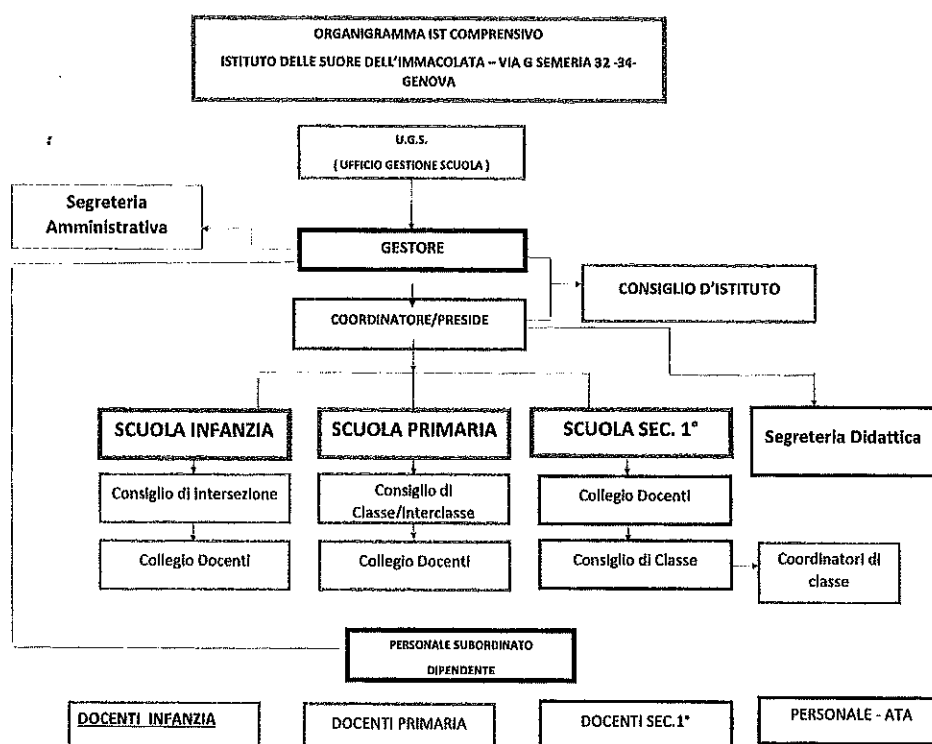 ORGANIGRAMMA IST COMPRENSIVO
ISTITUTO DELLE SUORE DELL'IMMACOLATA – VIA G SEMERIA 32 -34-
GENOVA
U.G.S.
( UFFICIO GESTIONE SCUOLA )
Segreteria
Amministrativa
GESTORE
CONSIGLIO D'ISTITUTO
COORDINATORE/PRESIDE
SCUOLA INFANZIA
SCUOLA PRIMARIA
SCUOLA SEC. 1°
Segreteria Didattica
Consiglio di intersezione
Consiglio di
Classe/Interclasse
Collegio Docenti
Collegio Docenti
Collegio Docenti
Consiglio di Classe
Coordinatori di
classe
PERSONALE SUBORDINATO
DIPENDENTE
DOCENTI INFANZIA
DOCENTI PRIMARIA
DOCENTI SEC.1°
PERSONALE - ATA